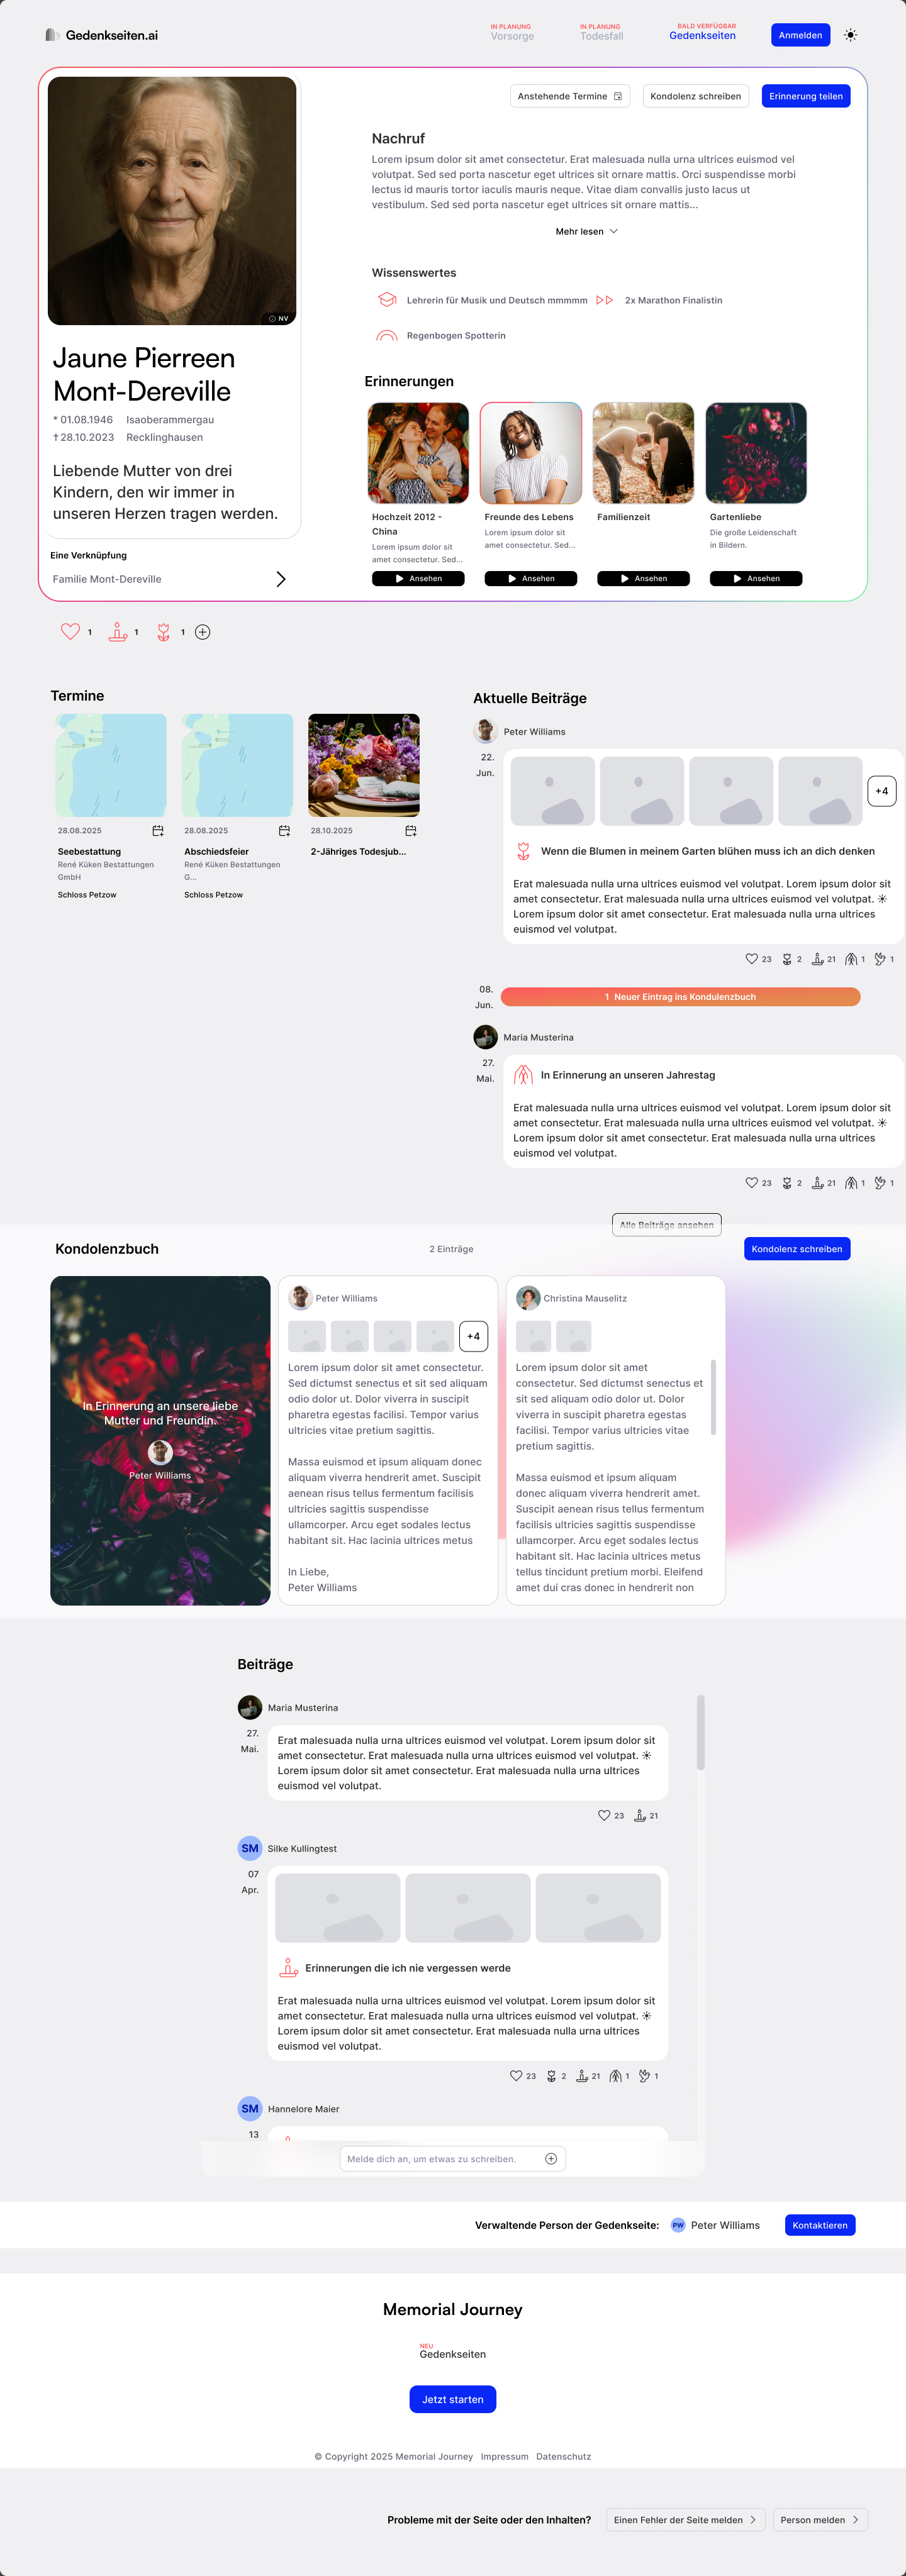 Gedenkseiten.ai
IN PLANUNG
Vorsorge
IN PLANUNG
Todesfall
BALD VERFÜGBAR
Gedenkseiten
Anmelden
Anstehende Termine
Kondolenz schreiben
Erinnerung teilen
NV
Jaune Pierreen
Mont-Dereville
* 01.08.1946 Isaoberammergau
† 28.10.2023 Recklinghausen
Liebende Mutter von drei
Kindern, den wir immer in
unseren Herzen tragen werden.
Eine Verknüpfung
Familie Mont-Dereville
Nachruf
Lorem ipsum dolor sit amet consectetur. Erat malesuada nulla urna ultrices euismod vel
volutpat. Sed sed porta nascetur eget ultrices sit ornare mattis. Orci suspendisse morbi
lectus id mauris tortor iaculis mauris neque. Vitae diam convallis justo lacus ut
vestibulum. Sed sed porta nascetur eget ultrices sit ornare mattis...
Mehr lesen
Wissenswertes
Lehrerin für Musik und Deutsch mmmmm
2x Marathon Finalistin
Regenbogen Spotterin
Erinnerungen
Hochzeit 2012 -
China
Lorem ipsum dolor sit
amet consectetur. Sed...
Ansehen
Freunde des Lebens
Lorem ipsum dolor sit
amet consectetur. Sed...
Ansehen
Familienzeit
Ansehen
Gartenliebe
Die große Leidenschaft
in Bildern.
Ansehen
1
1
1
Termine
28.08.2025
Seebestattung
René Küken Bestattungen
GmbH
Schloss Petzow
28.08.2025
Abschiedsfeier
René Küken Bestattungen
G...
Schloss Petzow
28.10.2025
2-Jähriges Todesjub...
Aktuelle Beiträge
Peter Williams
22.
Jun.
+4
Wenn die Blumen in meinem Garten blühen muss ich an dich denken
Erat malesuada nulla urna ultrices euismod vel volutpat. Lorem ipsum dolor sit
amet consectetur. Erat malesuada nulla urna ultrices euismod vel volutpat. ☀
Lorem ipsum dolor sit amet consectetur. Erat malesuada nulla urna ultrices
euismod vel volutpat.
23 2 21 1 1
08.
Jun.
1 Neuer Eintrag ins Kondulenzbuch
Maria Musterina
27.
Mai.
In Erinnerung an unseren Jahrestag
Erat malesuada nulla urna ultrices euismod vel volutpat. Lorem ipsum dolor sit
amet consectetur. Erat malesuada nulla urna ultrices euismod vel volutpat. ☀
Lorem ipsum dolor sit amet consectetur. Erat malesuada nulla urna ultrices
euismod vel volutpat.
23 2 21 1 1
Alle Beiträge ansehen
Kondolenzbuch
2 Einträge
Kondolenz schreiben
In Erinnerung an unsere liebe
Mutter und Freundin.
Peter Williams
Peter Williams
+4
Lorem ipsum dolor sit amet consectetur.
Sed dictumst senectus et sit sed aliquam
odio dolor ut. Dolor viverra in suscipit
pharetra egestas facilisi. Tempor varius
ultricies vitae pretium sagittis.
Massa euismod et ipsum aliquam donec
aliquam viverra hendrerit amet. Suscipit
aenean risus tellus fermentum facilisis
ultricies sagittis suspendisse
ullamcorper. Arcu eget sodales lectus
habitant sit. Hac lacinia ultrices metus
In Liebe,
Peter Williams
Christina Mauselitz
Lorem ipsum dolor sit amet
consectetur. Sed dictumst senectus et
sit sed aliquam odio dolor ut. Dolor
viverra in suscipit pharetra egestas
facilisi. Tempor varius ultricies vitae
pretium sagittis.
Massa euismod et ipsum aliquam
donec aliquam viverra hendrerit amet.
Suscipit aenean risus tellus fermentum
facilisis ultricies sagittis suspendisse
ullamcorper. Arcu eget sodales lectus
habitant sit. Hac lacinia ultrices metus
tellus tincidunt pretium morbi. Eleifend
amet dui cras donec in hendrerit non
Beiträge
Maria Musterina
27.
Mai.
Erat malesuada nulla urna ultrices euismod vel volutpat. Lorem ipsum dolor sit
amet consectetur. Erat malesuada nulla urna ultrices euismod vel volutpat. ☀
Lorem ipsum dolor sit amet consectetur. Erat malesuada nulla urna ultrices
euismod vel volutpat.
23 21
SM
Silke Kullingtest
07
Apr.
Erinnerungen die ich nie vergessen werde
Erat malesuada nulla urna ultrices euismod vel volutpat. Lorem ipsum dolor sit
amet consectetur. Erat malesuada nulla urna ultrices euismod vel volutpat. ☀
Lorem ipsum dolor sit amet consectetur. Erat malesuada nulla urna ultrices
euismod vel volutpat.
23 2 21 1 1
SM
Hannelore Maier
13
Melde dich an, um etwas zu schreiben.
Verwaltende Person der Gedenkseite:
PW
Peter Williams
Kontaktieren
Memorial Journey
NEU
Gedenkseiten
Jetzt starten
© Copyright 2025 Memorial Journey Impressum Datenschutz
Probleme mit der Seite oder den Inhalten?
Einen Fehler der Seite melden
Person melden